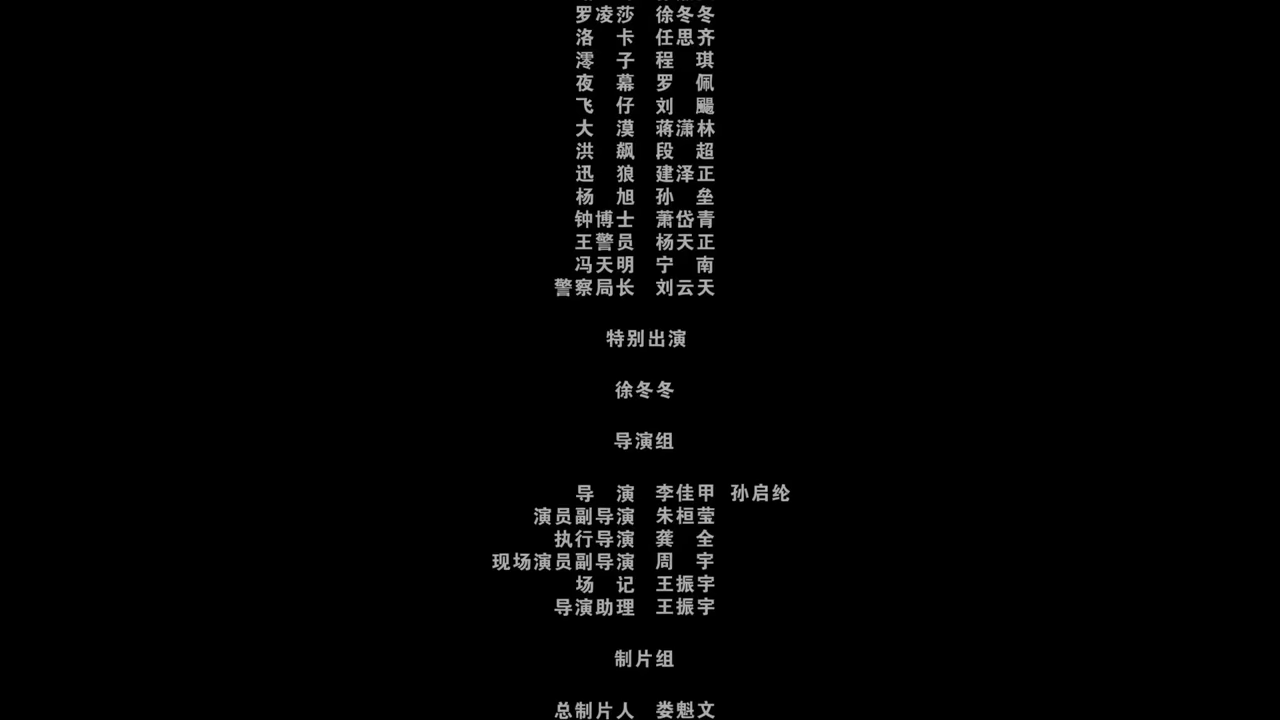 罗凌莎 徐冬冬
洛 卡 任思齐
澪 子 程 琪
夜 幕 罗 佩
飞 仔 刘 飔
大 漠 蒋潇林
洪 飙 段 超
迅 狼 建泽正
杨 旭 孙 垒
钟博士 萧岱青
王警员 杨天正
冯天明 宁 南
警察局长 刘云天
特别出演
徐冬冬
导演组
导 演 李佳甲 孙启纶
演员副导演 朱桓莹
执行导演 龚 全
现场演员副导演 周 宇
场 记 王振宇
导演助理 王振宇
制片组
总制片人 娄魁文